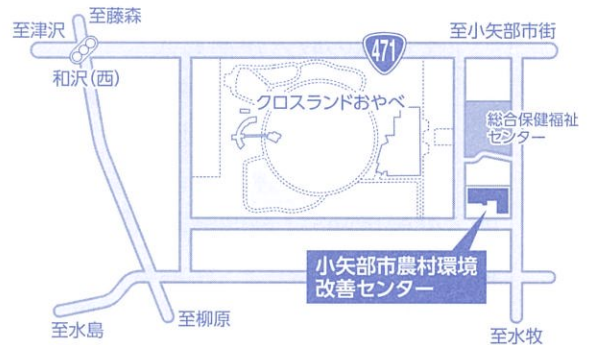 至藤森
至津沢
471
至小矢部市街
和沢（西）
クロスランドおやべ
総合保健福祉
センター
小矢部市農村環境
改善センター
至水島
至柳原
至水牧